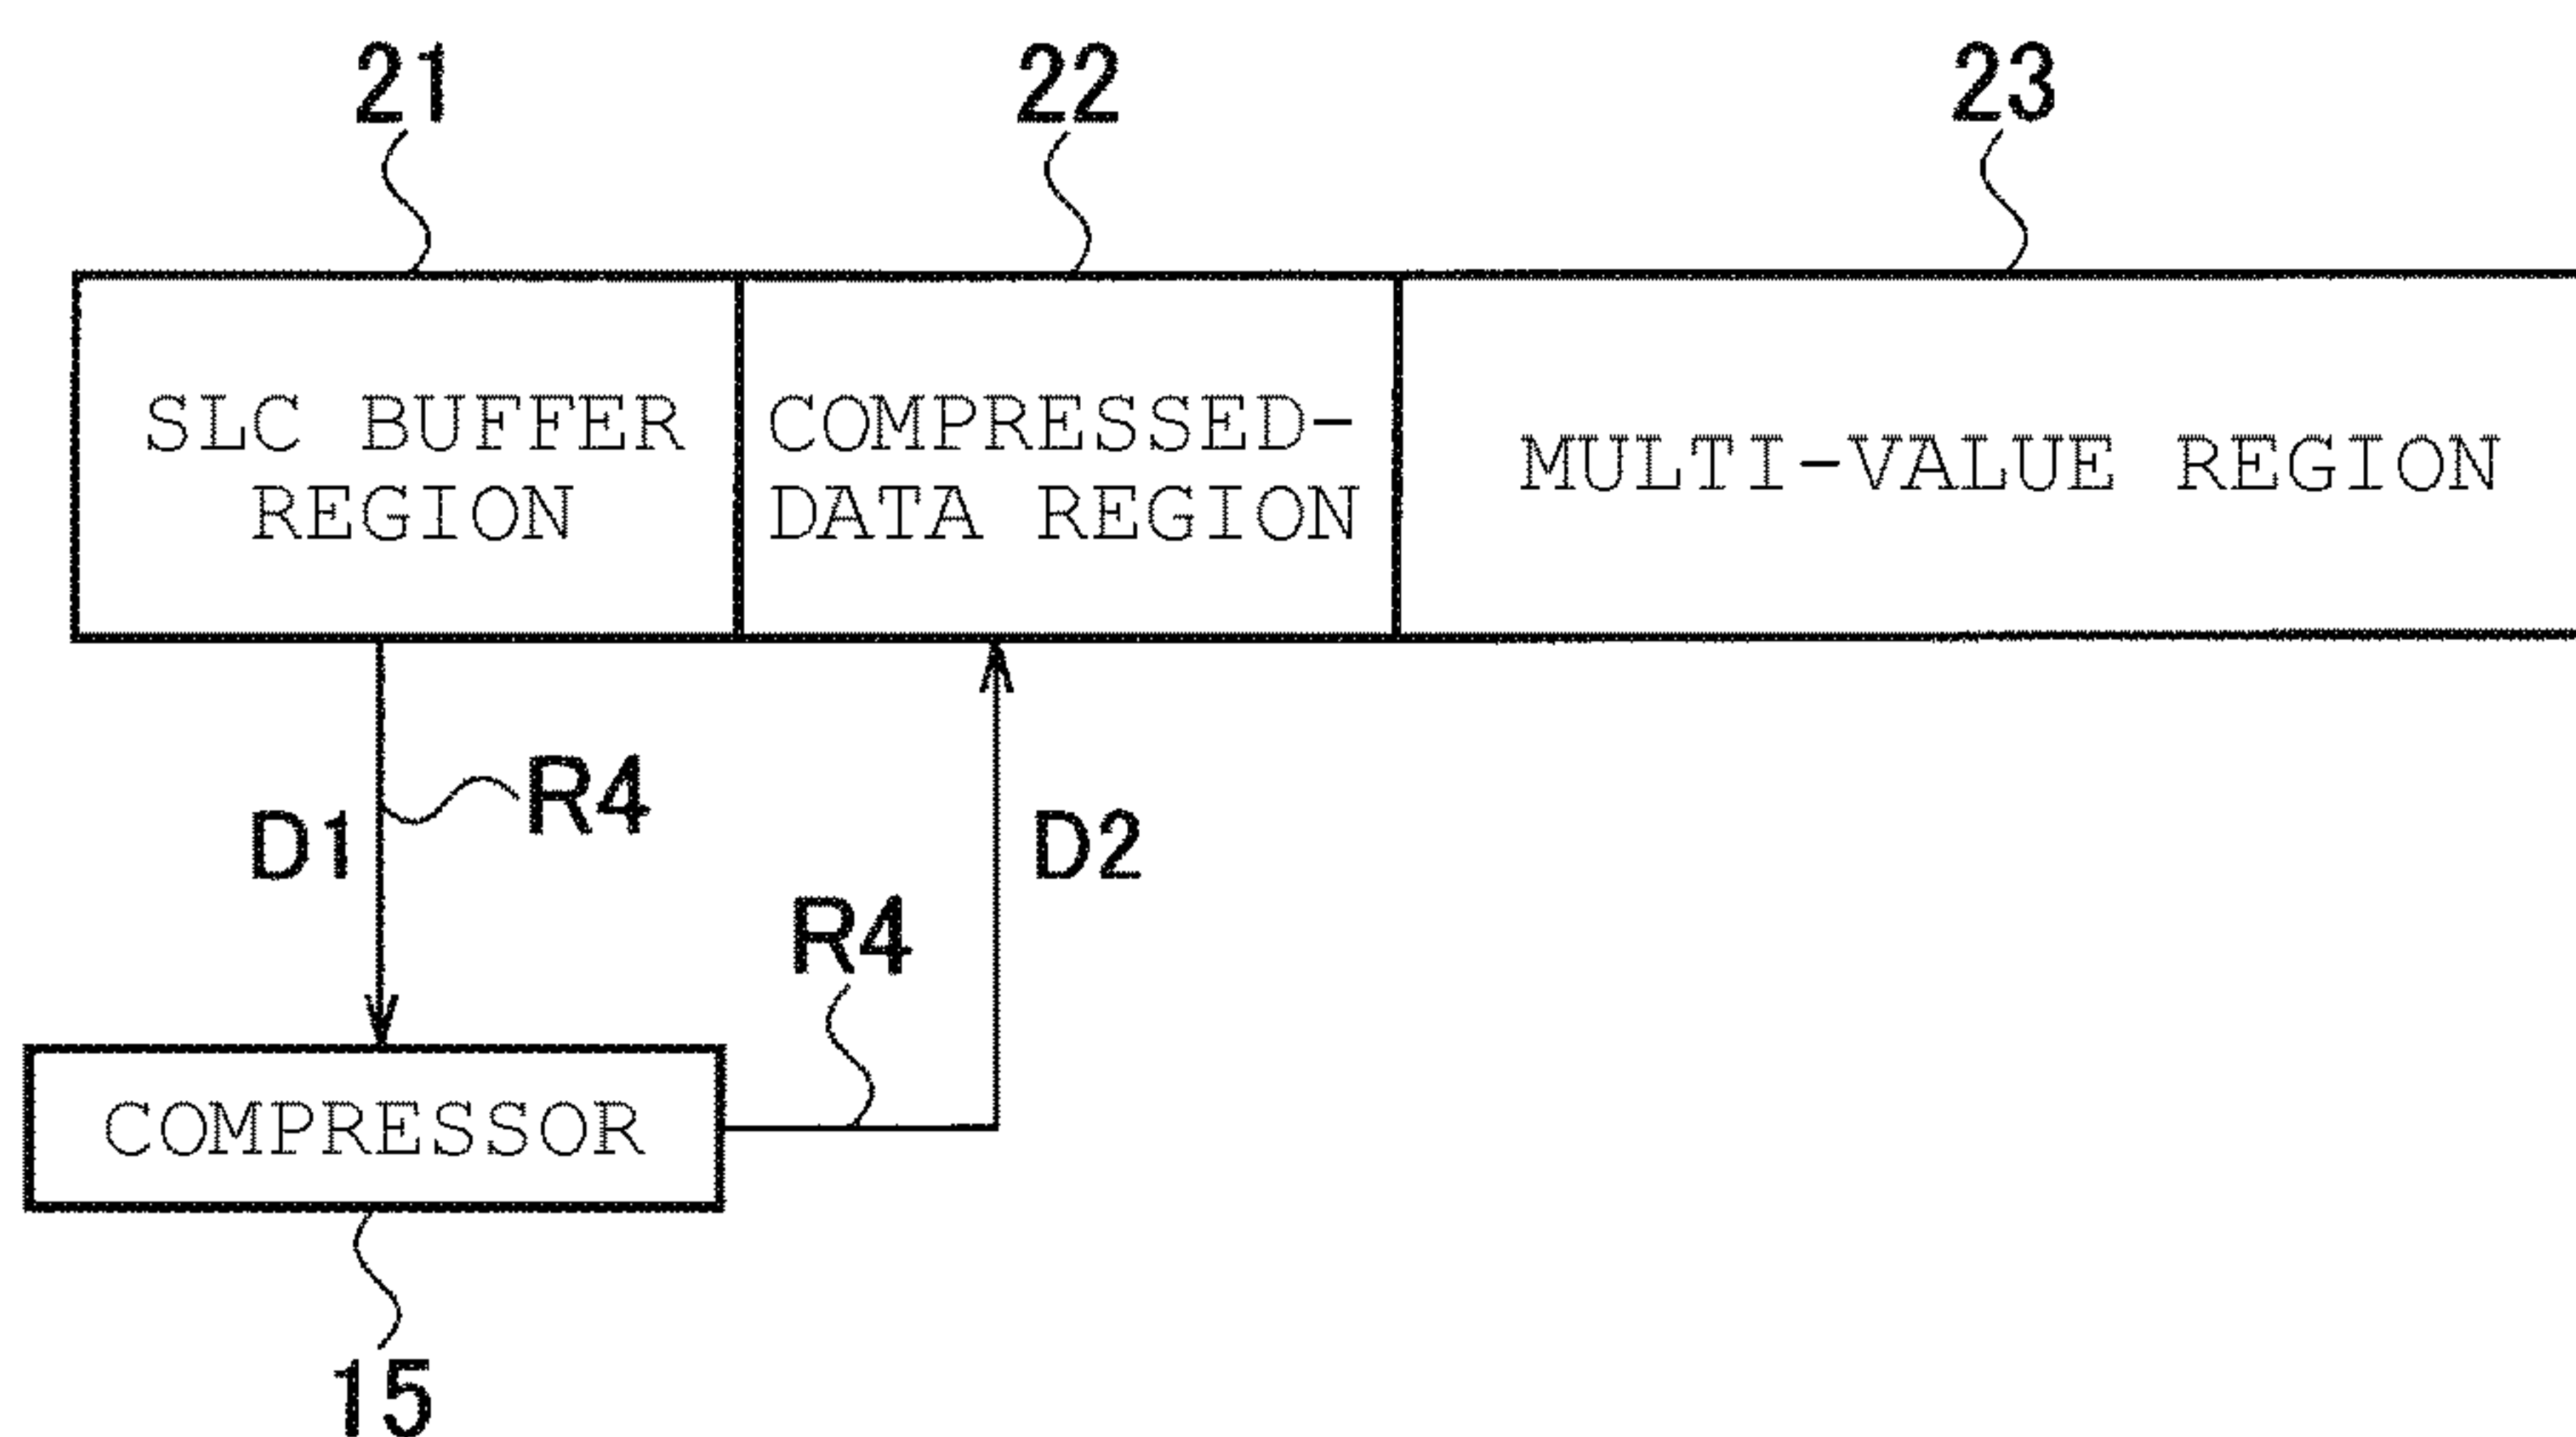 21
22
23
SLC BUFFER
REGION
COMPRESSED-
DATA REGION
MULTI-VALUE REGION
D1
R4
R4
D2
COMPRESSOR
15